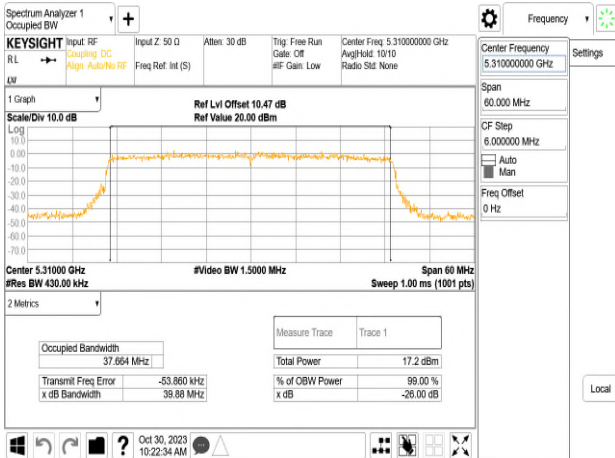 Spectrum Analyzer 1
Occupied BW
+
Frequency
KEYSIGHT
RL
Input: RF
Coupling: DC
Align: Auto/No RF
Input Z: 50 Ω
Freq Ref: Int (S)
Atten: 30 dB
Trig: Free Run
Gate: Off
#IF Gain: Low
Center Freq: 5.310000000 GHz
Avg|Hold: 10/10
Radio Std: None
Center Frequency
5.310000000 GHz
Settings
Span
60.000 MHz
CF Step
6.000000 MHz
Auto
Man
Freq Offset
0 Hz
Local
1 Graph
Scale/Div 10.0 dB
Ref Lvl Offset 10.47 dB
Ref Value 20.00 dBm
Log
10.0
0.00
-10.0
-20.0
-30.0
-40.0
-50.0
-60.0
-70.0
Center 5.31000 GHz
#Video BW 1.5000 MHz
Span 60 MHz
#Res BW 430.00 kHz
Sweep 1.00 ms (1001 pts)
2 Metrics
Measure Trace Trace 1
Occupied Bandwidth
37.664 MHz
Total Power 17.2 dBm
Transmit Freq Error -53.860 kHz
% of OBW Power 99.00 %
x dB Bandwidth 39.88 MHz
x dB -26.00 dB
?
Oct 30, 2023
10:22:34 AM